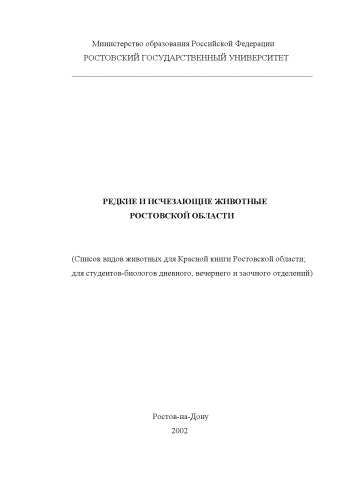 Министерство образования Российской Федерации
РОСТОВСКИЙ ГОСУДАРСТВЕННЫЙ УНИВЕРСИТЕТ
РЕДКИЕ И ИСЧЕЗАЮЩИЕ ЖИВОТНЫЕ
РОСТОВСКОЙ ОБЛАСТИ
(Список видов животных для Красной книги Ростовской области;
для студентов-биологов дневного, вечернего и заочного отделений)
Ростов-на-Дону
2002